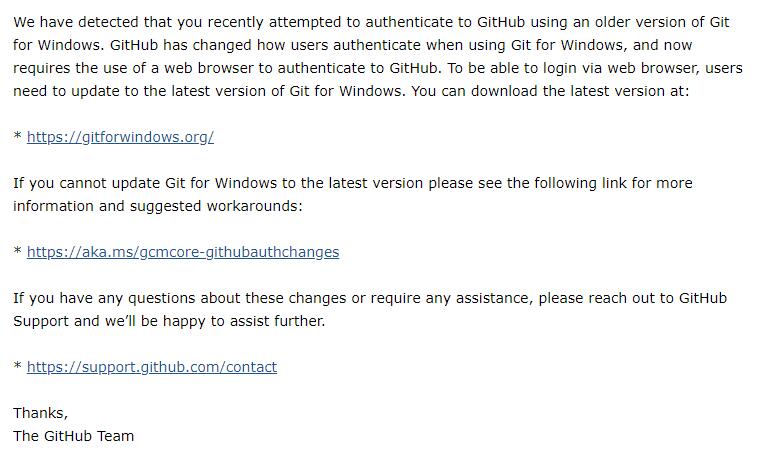 We have detected that you recently attempted to authenticate to GitHub using an older version of Git
for Windows. GitHub has changed how users authenticate when using Git for Windows, and now
requires the use of a web browser to authenticate to GitHub. To be able to login via web browser, users
need to update to the latest version of Git for Windows. You can download the latest version at:
* https://gitforwindows.org/
If you cannot update Git for Windows to the latest version please see the following link for more
information and suggested workarounds:
* https://aka.ms/gcmcore-githubauthchanges
If you have any questions about these changes or require any assistance, please reach out to GitHub
Support and we’ll be happy to assist further.
* https://support.github.com/contact
Thanks,
The GitHub Team